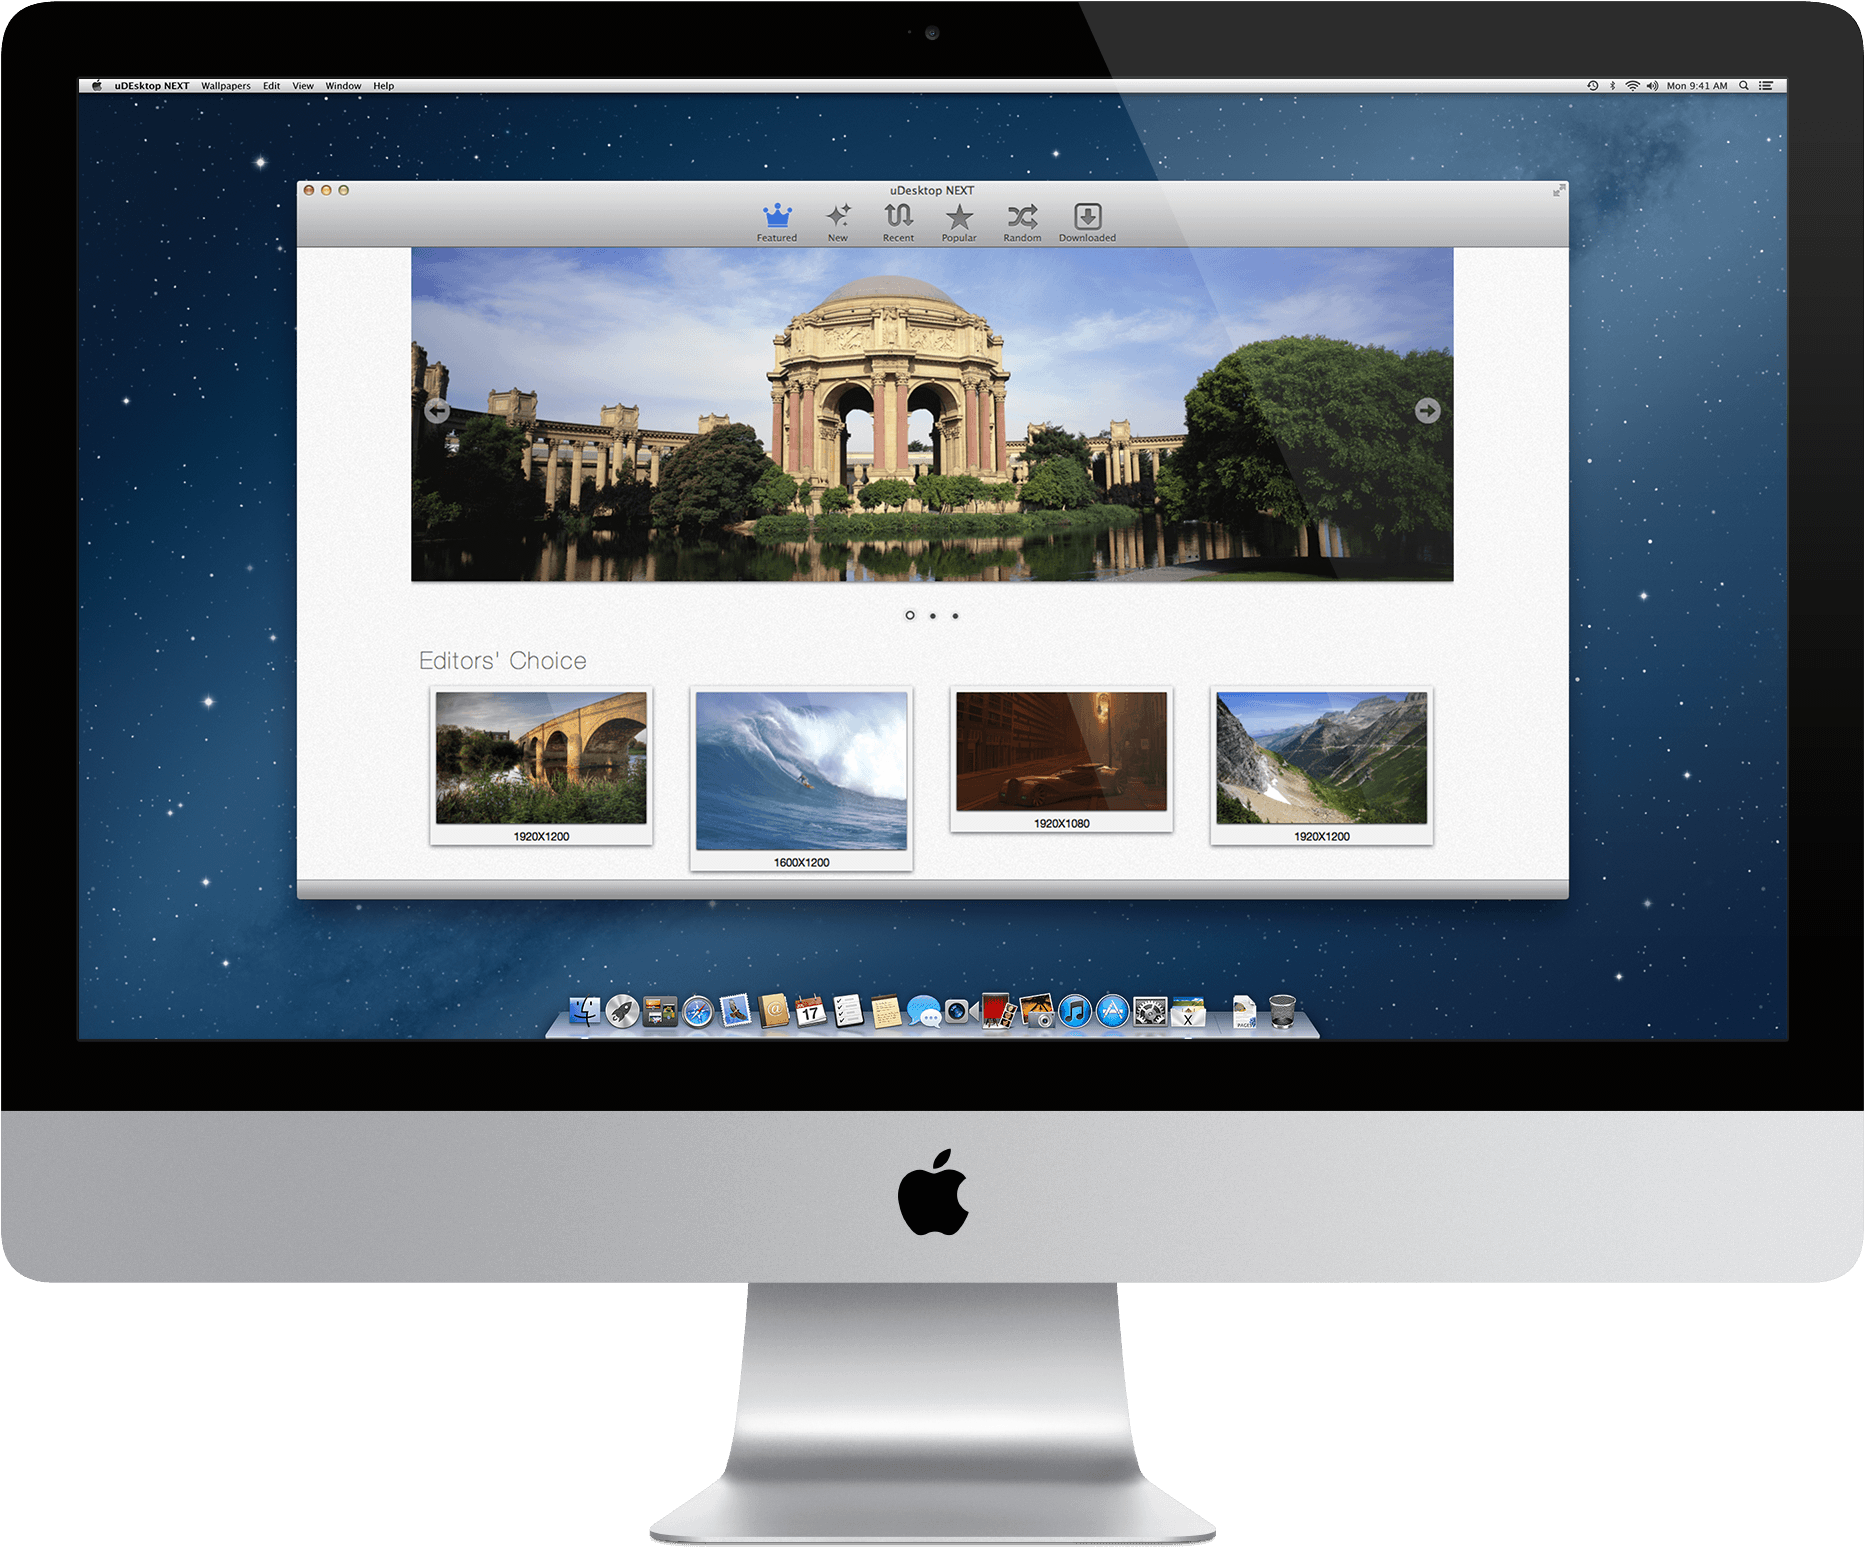 uDEsktop NEXT Wallpapers Edit View Window Help Mon 9:41 AM
uDesktop NEXT
Featured New Recent Popular Random Downloaded
Editors' Choice
1920X1200 1600X1200 1920X1080 1920X1200
17
X
PAGES